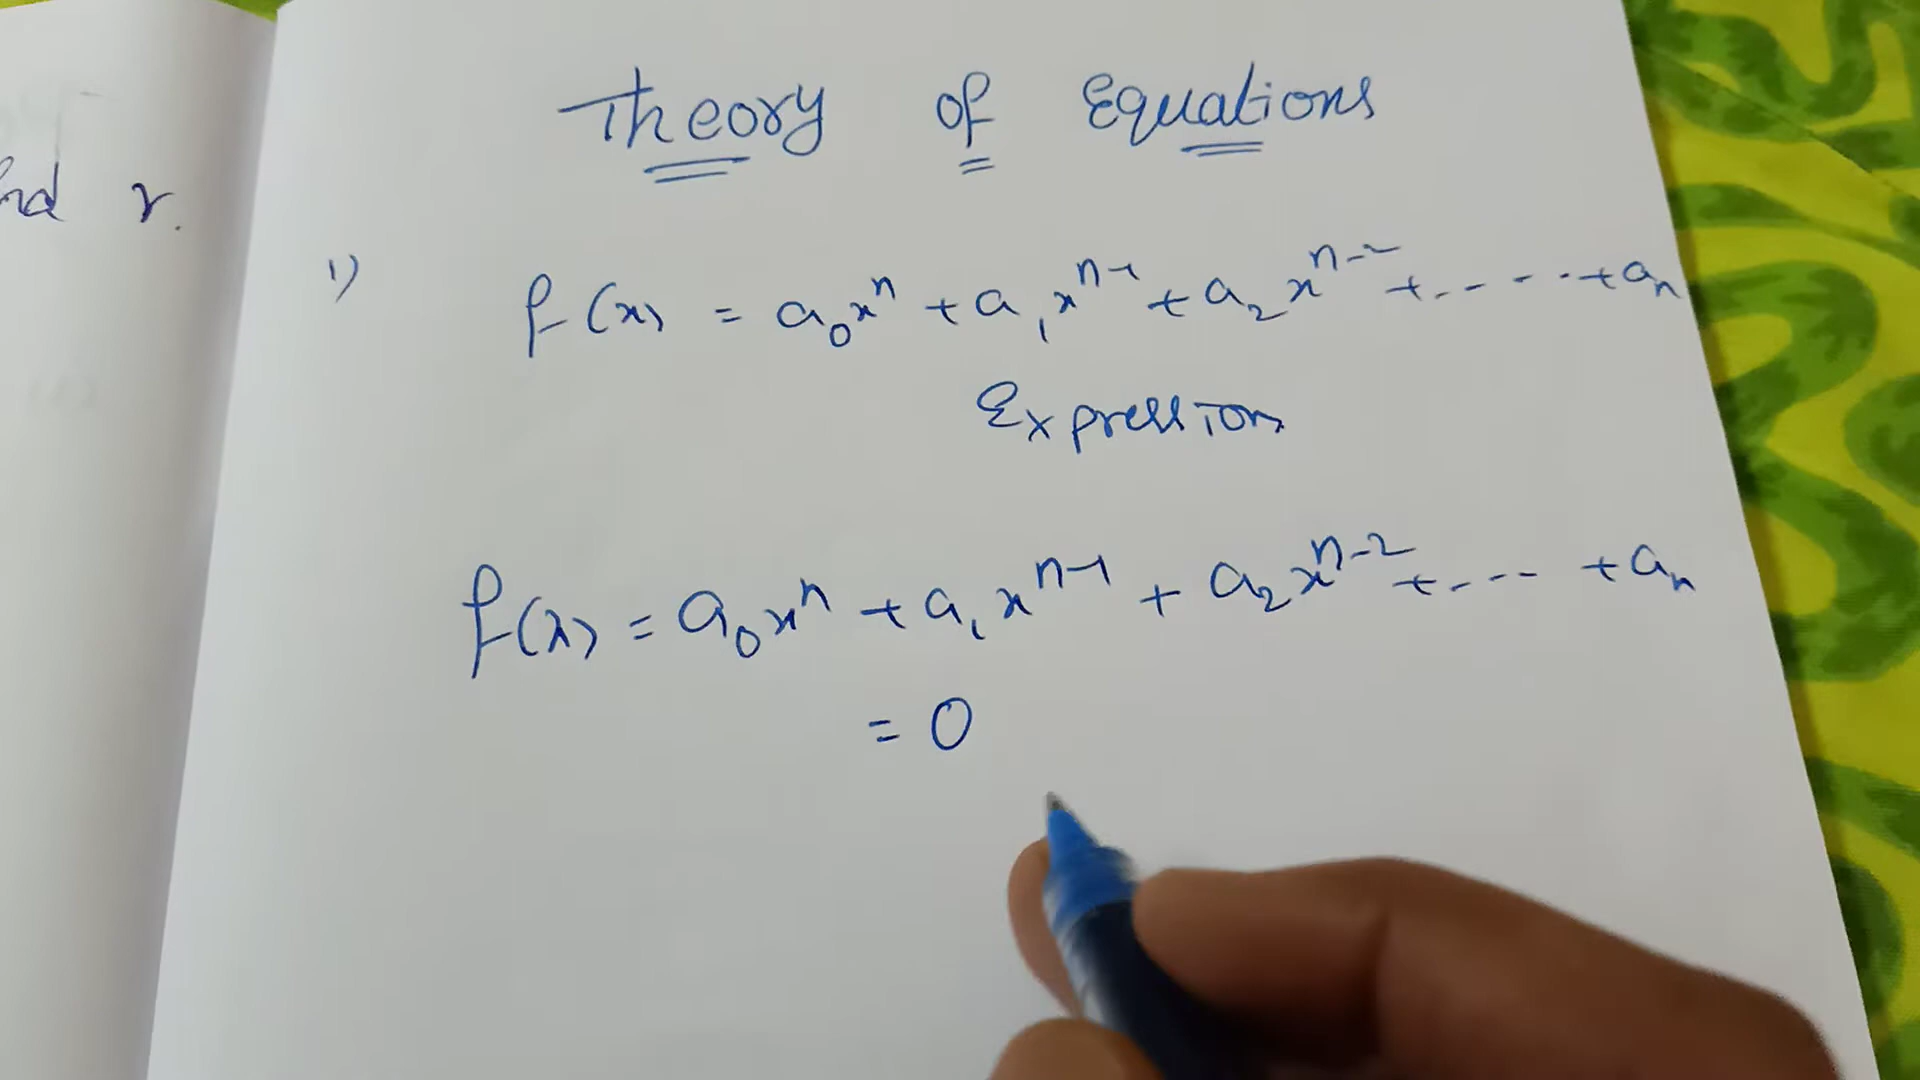 Theory of Equations
nd r.
1) f(x) = a₀xⁿ + a₁xⁿ⁻¹ + a₂xⁿ⁻² + ..... + aₙ
Expression
f(x) = a₀xⁿ + a₁xⁿ⁻¹ + a₂xⁿ⁻² + .... + aₙ
= 0